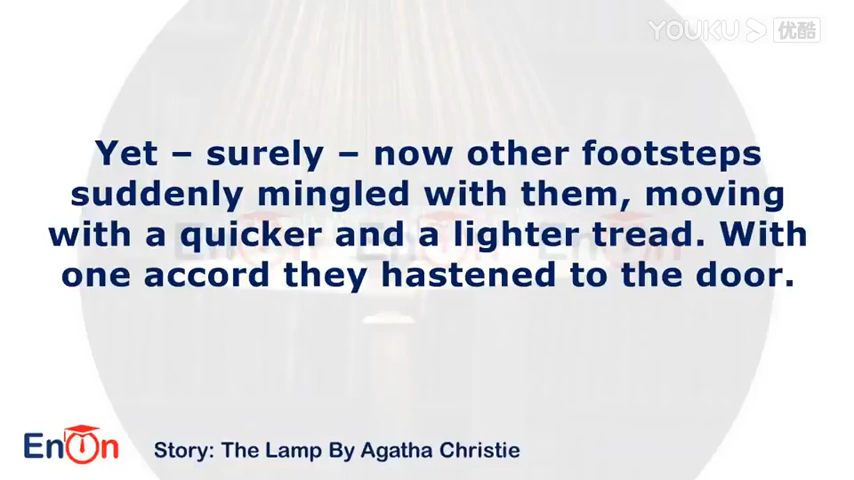 YOUKU 优酷
Yet – surely – now other footsteps
suddenly mingled with them, moving
with a quicker and a lighter tread. With
one accord they hastened to the door.
EnOn
Story: The Lamp By Agatha Christie